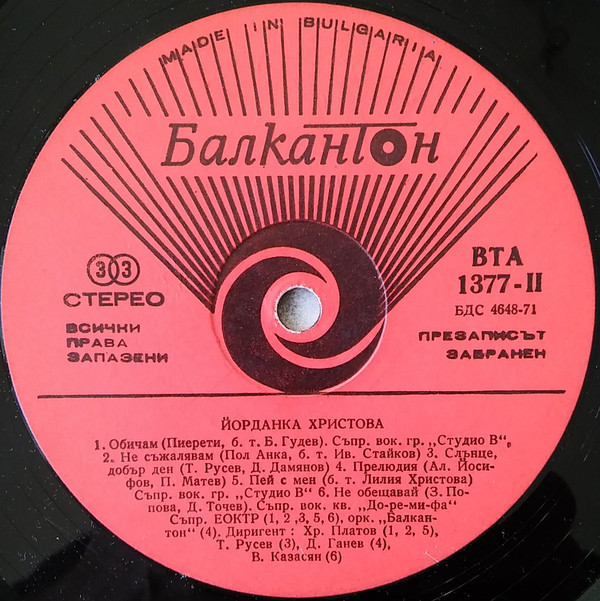 MADE IN BULGARIA
Балкантон
33
СТЕРЕО
ВСИЧКИ
ПРАВА
ЗАПАЗЕНИ
ВТА
1377-II
БДС 4648-71
ПРЕЗАПИСЪТ
ЗАБРАНЕН
ЙОРДАНКА ХРИСТОВА
1. Обичам (Пиерети, б. т. Б. Гудев). Съпр. вок. гр. „Студио В",
2. Не съжалявам (Пол Анка, б. т. Ив. Стайков) 3. Слънце,
добър ден (Т. Русев, Д. Дамянов) 4. Прелюдия (Ал. Йоси-
фов, П. Матев) 5. Пей с мен (б. т. Лилия Христова)
Съпр. вок. гр. „Студио В" 6. Не обещавай (З. По-
пова, Д. Точев). Съпр. вок. кв. „До-ре-ми-фа"
Съпр. ЕОКТР (1, 2 ,3, 5, 6), орк. „Балкан-
тон" (4). Диригент : Хр. Платов (1, 2, 5),
Т. Русев (3), Д. Ганев (4),
В. Казасян (6)